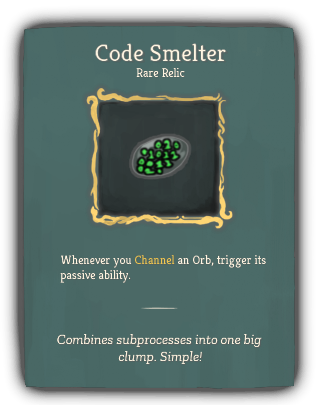 Code Smelter
Rare Relic
Whenever you Channel an Orb, trigger its
passive ability.
Combines subprocesses into one big
clump. Simple!